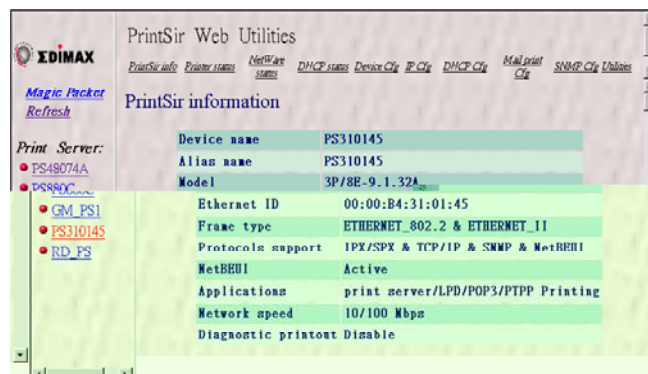 PrintSir Web Utilities
EDIMAX
PrintSir info Printer status NetWare status DHCP status Device Cfg IP Cfg DHCP Cfg Mail print Cfg SNMP Cfg Utilities
Magic Packet
Refresh
PrintSir information
Print Server:
PS48074A
GM_PS1
PS310145
RD_PS
Device name PS310145
Alias name PS310145
Model 3P/8E-9.1.32A
Ethernet ID 00:00:B4:31:01:45
Frame type ETHERNET_802.2 & ETHERNET_II
Protocols support IPX/SPX & TCP/IP & SNMP & NetBEUI
NetBEUI Active
Applications print server/LPD/POP3/PTPP Printing
Network speed 10/100 Mbps
Diagnostic printout Disable